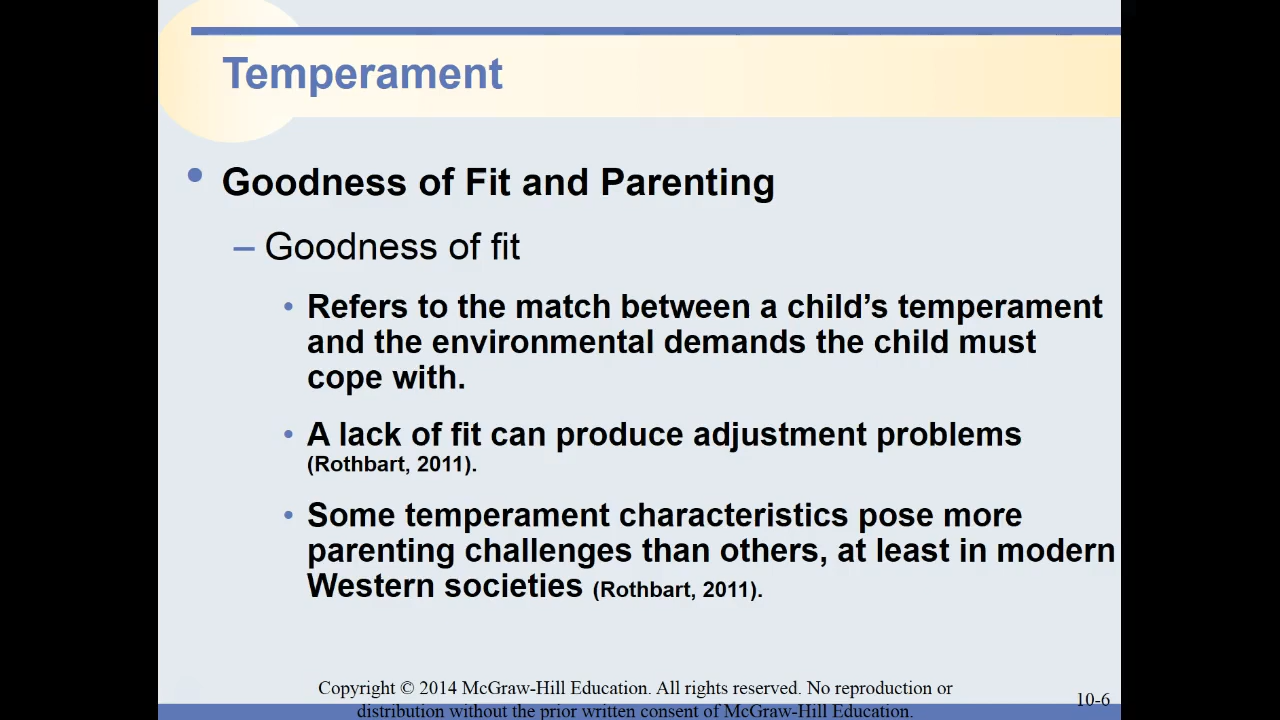 Temperament
• Goodness of Fit and Parenting
– Goodness of fit
• Refers to the match between a child’s temperament
and the environmental demands the child must
cope with.
• A lack of fit can produce adjustment problems
(Rothbart, 2011).
• Some temperament characteristics pose more
parenting challenges than others, at least in modern
Western societies (Rothbart, 2011).
Copyright © 2014 McGraw-Hill Education. All rights reserved. No reproduction or
distribution without the prior written consent of McGraw-Hill Education.
10-6